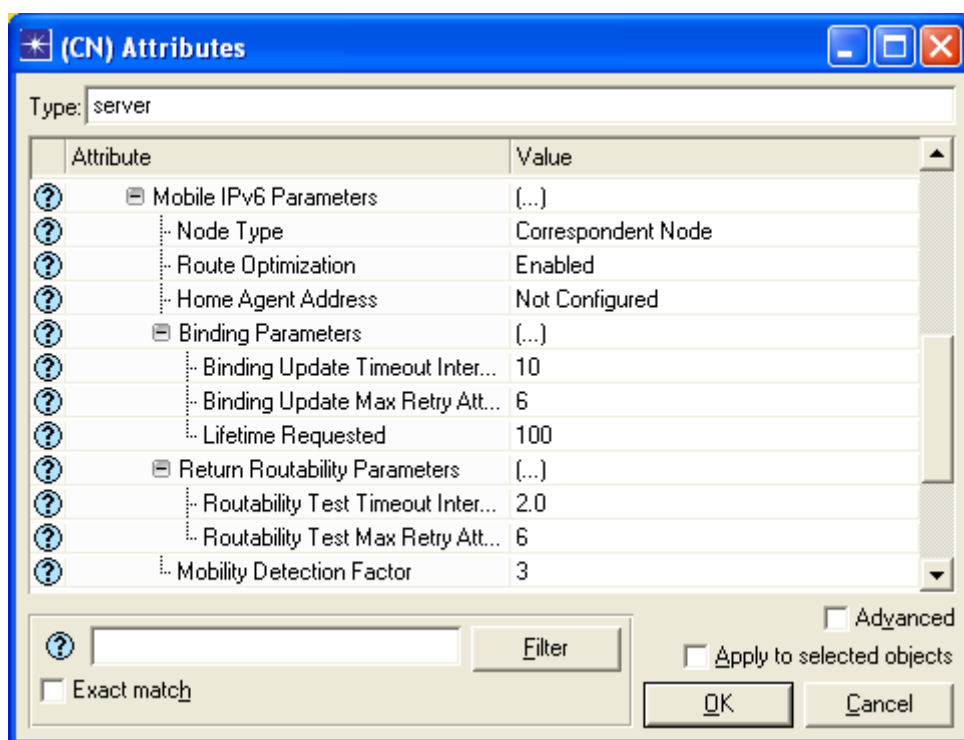 (CN) Attributes
Type: server
Attribute Value
Mobile IPv6 Parameters (...)
Node Type Correspondent Node
Route Optimization Enabled
Home Agent Address Not Configured
Binding Parameters (...)
Binding Update Timeout Inter... 10
Binding Update Max Retry Att... 6
Lifetime Requested 100
Return Routability Parameters (...)
Routability Test Timeout Inter... 2.0
Routability Test Max Retry Att... 6
Mobility Detection Factor 3
Advanced
Filter
Apply to selected objects
Exact match
OK Cancel